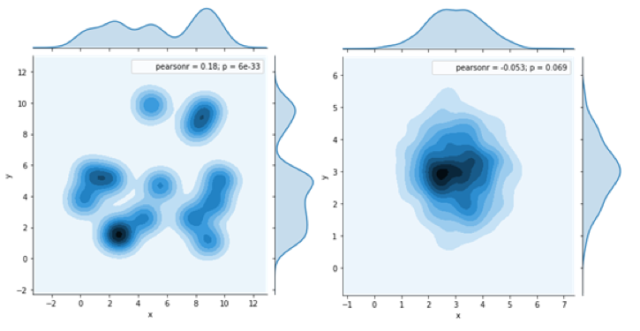 pearsonr = 0.18; p = 6e-33
12
10
8
6
4
2
0
−2
y
−2 0 2 4 6 8 10 12
x
pearsonr = -0.053; p = 0.069
6
5
4
3
2
1
0
y
−1 0 1 2 3 4 5 6 7
x